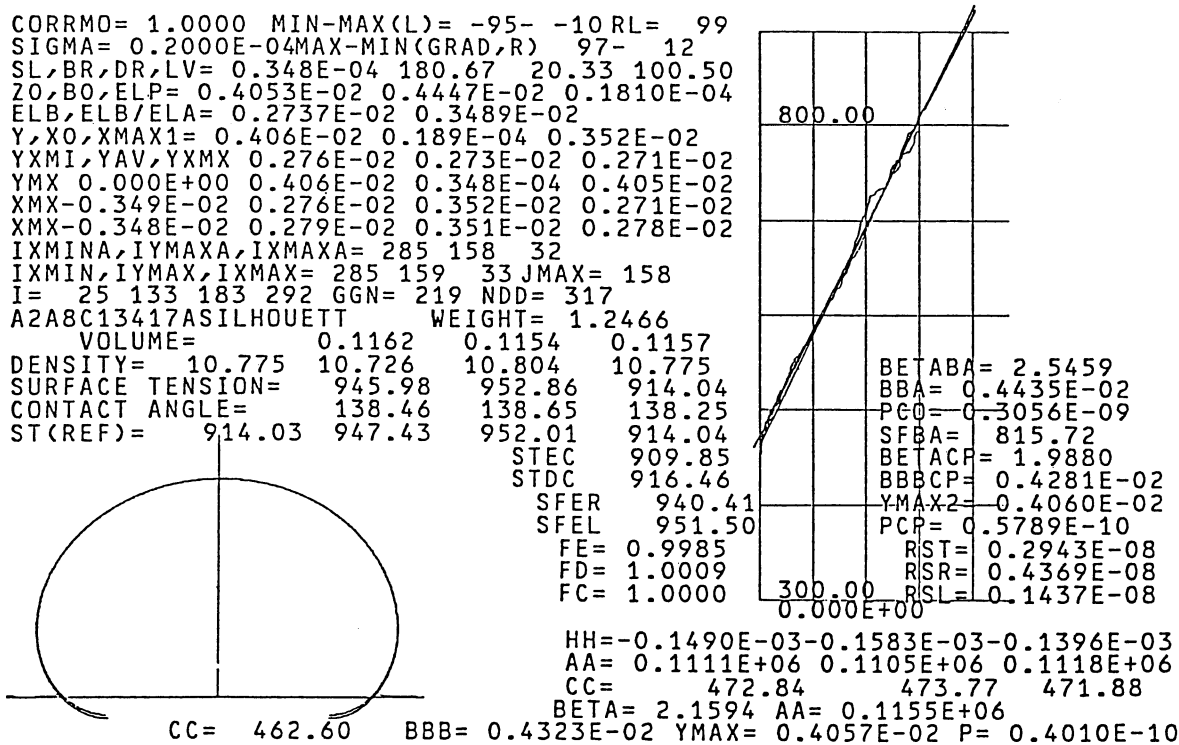 CORRMO= 1.0000 MIN-MAX(L)= -95- -10 RL= 99
SIGMA= 0.2000E-04MAX-MIN(GRAD,R) 97- 12
SL,BR,DR,LV= 0.348E-04 180.67 20.33 100.50
ZO,BO,ELP= 0.4053E-02 0.4447E-02 0.1810E-04
ELB,ELB/ELA= 0.2737E-02 0.3489E-02
Y,XO,XMAX1= 0.406E-02 0.189E-04 0.352E-02
YXMI,YAV,YXMX 0.276E-02 0.273E-02 0.271E-02
YMX 0.000E+00 0.406E-02 0.348E-04 0.405E-02
XMX-0.349E-02 0.276E-02 0.352E-02 0.271E-02
XMX-0.348E-02 0.279E-02 0.351E-02 0.278E-02
IXMINA,IYMAXA,IXMAXA= 285 158 32
IXMIN,IYMAX,IXMAX= 285 159 33 JMAX= 158
I= 25 133 183 292 GGN= 219 NDD= 317
A2A8C13417ASILHOUETT WEIGHT= 1.2466
VOLUME= 0.1162 0.1154 0.1157
DENSITY= 10.775 10.726 10.804 10.775
SURFACE TENSION= 945.98 952.86 914.04
CONTACT ANGLE= 138.46 138.65 138.25
ST(REF)= 914.03 947.43 952.01 914.04
STEC 909.85
STDC 916.46
SFER 940.41
SFEL 951.50
FE= 0.9985
FD= 1.0009
FC= 1.0000
800.00
300.00
0.000E+00
BETABA= 2.5459
BBA= 0.4435E-02
PCO= 0.3056E-09
SFBA= 815.72
BETACP= 1.9880
BBBCP= 0.4281E-02
YMAX2= 0.4060E-02
PCP= 0.5789E-10
RST= 0.2943E-08
RSR= 0.4369E-08
RSL= 0.1437E-08
HH=-0.1490E-03-0.1583E-03-0.1396E-03
AA= 0.1111E+06 0.1105E+06 0.1118E+06
CC= 472.84 473.77 471.88
BETA= 2.1594 AA= 0.1155E+06
CC= 462.60 BBB= 0.4323E-02 YMAX= 0.4057E-02 P= 0.4010E-10